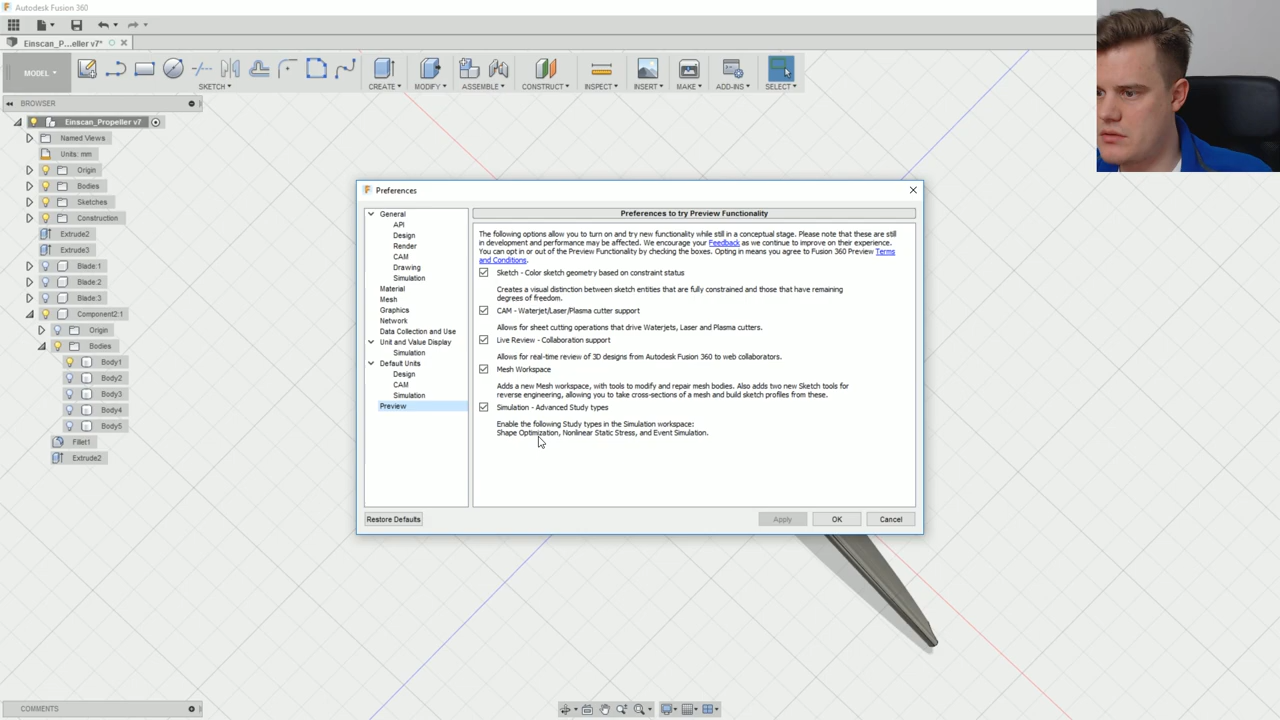 Autodesk Fusion 360
Einscan_P...eller v7*
MODEL
SKETCH
CREATE
MODIFY
ASSEMBLE
CONSTRUCT
INSPECT
INSERT
MAKE
ADD-INS
SELECT
BROWSER
Einscan_Propeller v7
Named Views
Units: mm
Origin
Bodies
Sketches
Construction
Extrude2
Extrude3
Blade:1
Blade:2
Blade:3
Component2:1
Origin
Bodies
Body1
Body2
Body3
Body4
Body5
Fillet1
Extrude2
Preferences
General
API
Design
Render
CAM
Drawing
Simulation
Material
Mesh
Graphics
Network
Data Collection and Use
Unit and Value Display
Simulation
Default Units
Design
CAM
Simulation
Preview
Preferences to try Preview Functionality
The following options allow you to turn on and try new functionality while still in a conceptual stage. Please note that these are still
in development and performance may be affected. We encourage your Feedback as we continue to improve on their experience.
You can opt in or out of the Preview Functionality by checking the boxes. Opting in means you agree to Fusion 360 Preview Terms
and Conditions.
Sketch - Color sketch geometry based on constraint status
Creates a visual distinction between sketch entities that are fully constrained and those that have remaining
degrees of freedom.
CAM - Waterjet/Laser/Plasma cutter support
Allows for sheet cutting operations that drive Waterjets, Laser and Plasma cutters.
Live Review - Collaboration support
Allows for real-time review of 3D designs from Autodesk Fusion 360 to web collaborators.
Mesh Workspace
Adds a new Mesh workspace, with tools to modify and repair mesh bodies. Also adds two new Sketch tools for
reverse engineering, allowing you to take cross-sections of a mesh and build sketch profiles from these.
Simulation - Advanced Study types
Enable the following Study types in the Simulation workspace:
Shape Optimization, Nonlinear Static Stress, and Event Simulation.
Restore Defaults
Apply
OK
Cancel
COMMENTS